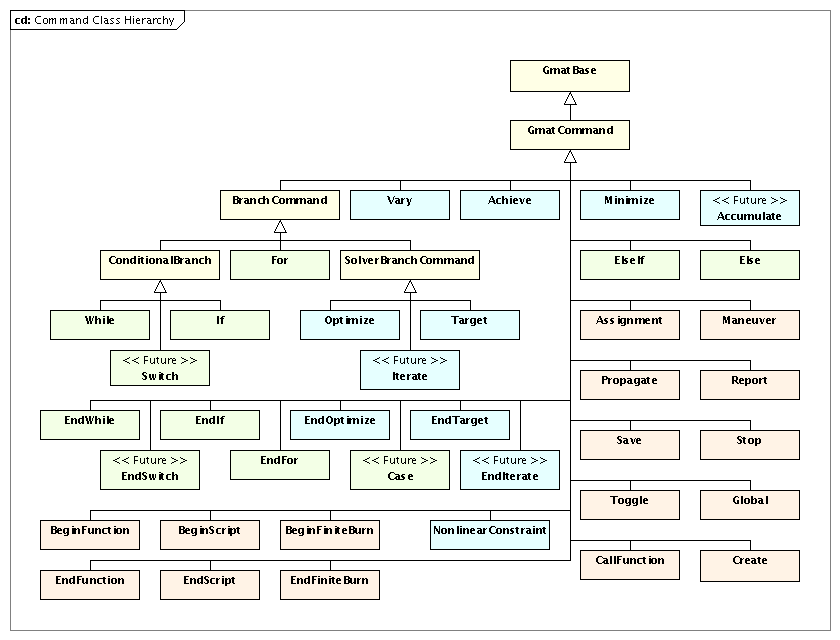 cd: Command Class Hierarchy
GmatBase
GmatCommand
BranchCommand
Vary
Achieve
Minimize
<< Future >>
Accumulate
ConditionalBranch
For
SolverBranchCommand
ElseIf
Else
While
If
Optimize
Target
Assignment
Maneuver
<< Future >>
Switch
<< Future >>
Iterate
Propagate
Report
EndWhile
EndIf
EndOptimize
EndTarget
Save
Stop
<< Future >>
EndSwitch
EndFor
<< Future >>
Case
<< Future >>
EndIterate
Toggle
Global
BeginFunction
BeginScript
BeginFiniteBurn
NonlinearConstraint
CallFunction
Create
EndFunction
EndScript
EndFiniteBurn